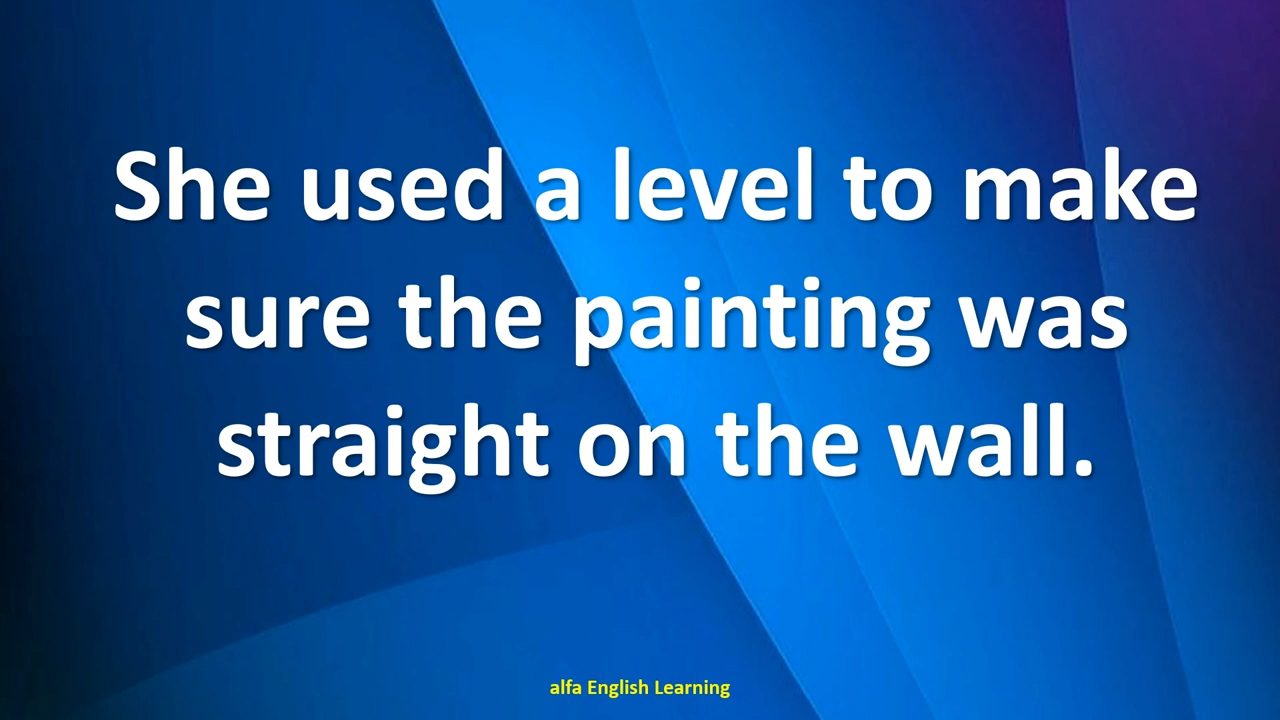 She used a level to make
sure the painting was
straight on the wall.
alfa English Learning